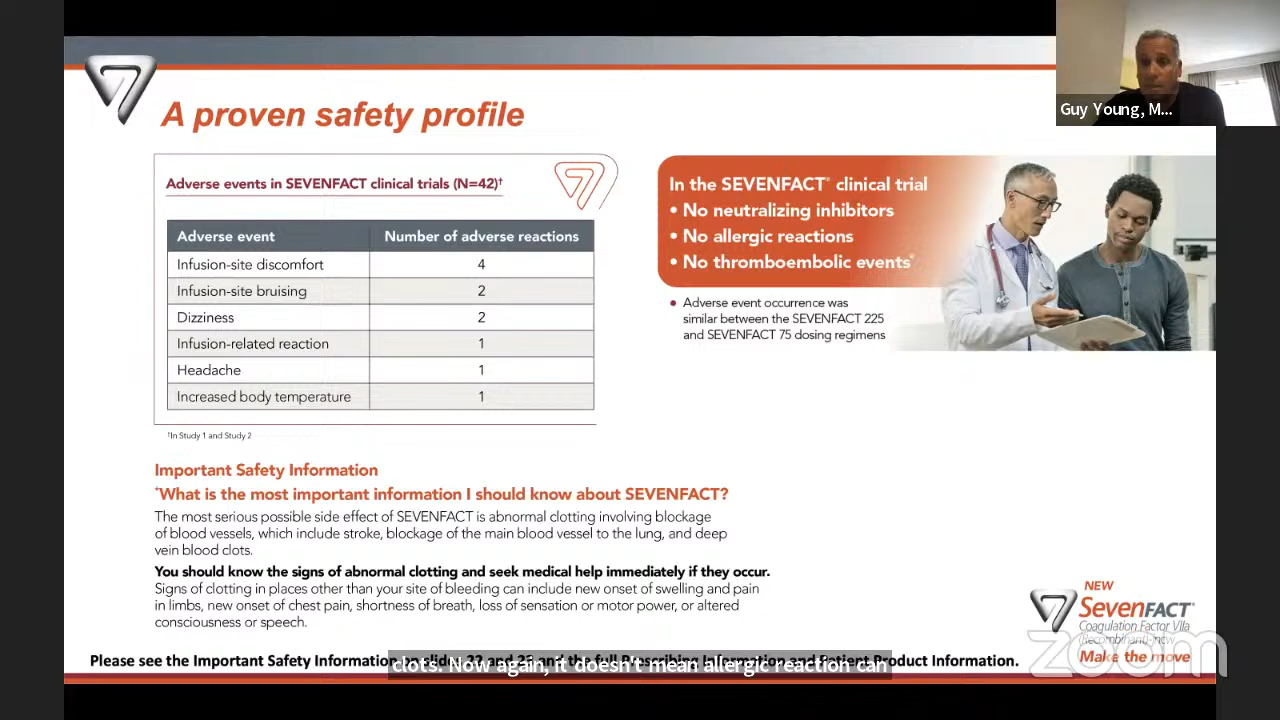 Guy Young, M...
A proven safety profile
Adverse events in SEVENFACT clinical trials (N=42)†
Adverse event Number of adverse reactions
Infusion-site discomfort 4
Infusion-site bruising 2
Dizziness 2
Infusion-related reaction 1
Headache 1
Increased body temperature 1
†In Study 1 and Study 2
In the SEVENFACT® clinical trial
• No neutralizing inhibitors
• No allergic reactions
• No thromboembolic events*
• Adverse event occurrence was
similar between the SEVENFACT 225
and SEVENFACT 75 dosing regimens
Important Safety Information
*What is the most important information I should know about SEVENFACT?
The most serious possible side effect of SEVENFACT is abnormal clotting involving blockage
of blood vessels, which include stroke, blockage of the main blood vessel to the lung, and deep
vein blood clots.
You should know the signs of abnormal clotting and seek medical help immediately if they occur.
Signs of clotting in places other than your site of bleeding can include new onset of swelling and pain
in limbs, new onset of chest pain, shortness of breath, loss of sensation or motor power, or altered
consciousness or speech.
NEW
SEVENFACT®
Coagulation Factor VIIa
(Recombinant)-jncw
Make the move
zoom
Please see the Important Safety Information Prescribing Information and Patient Product Information.
clots. Now again, it doesn't mean allergic reaction can